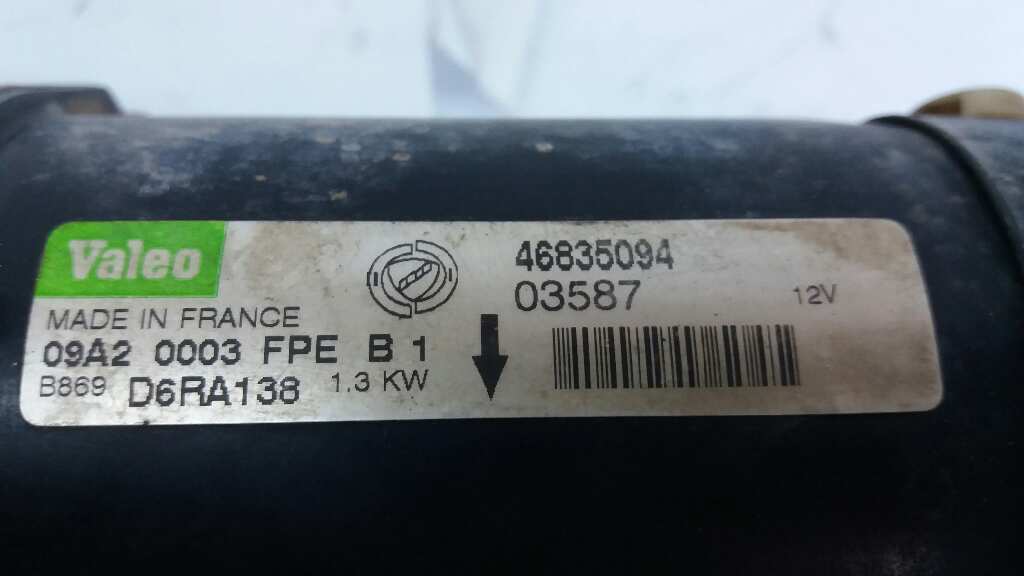 Valeo
MADE IN FRANCE
09A2 0003 FPE B 1
B869 D6RA138 1.3 KW
46835094
03587 12V